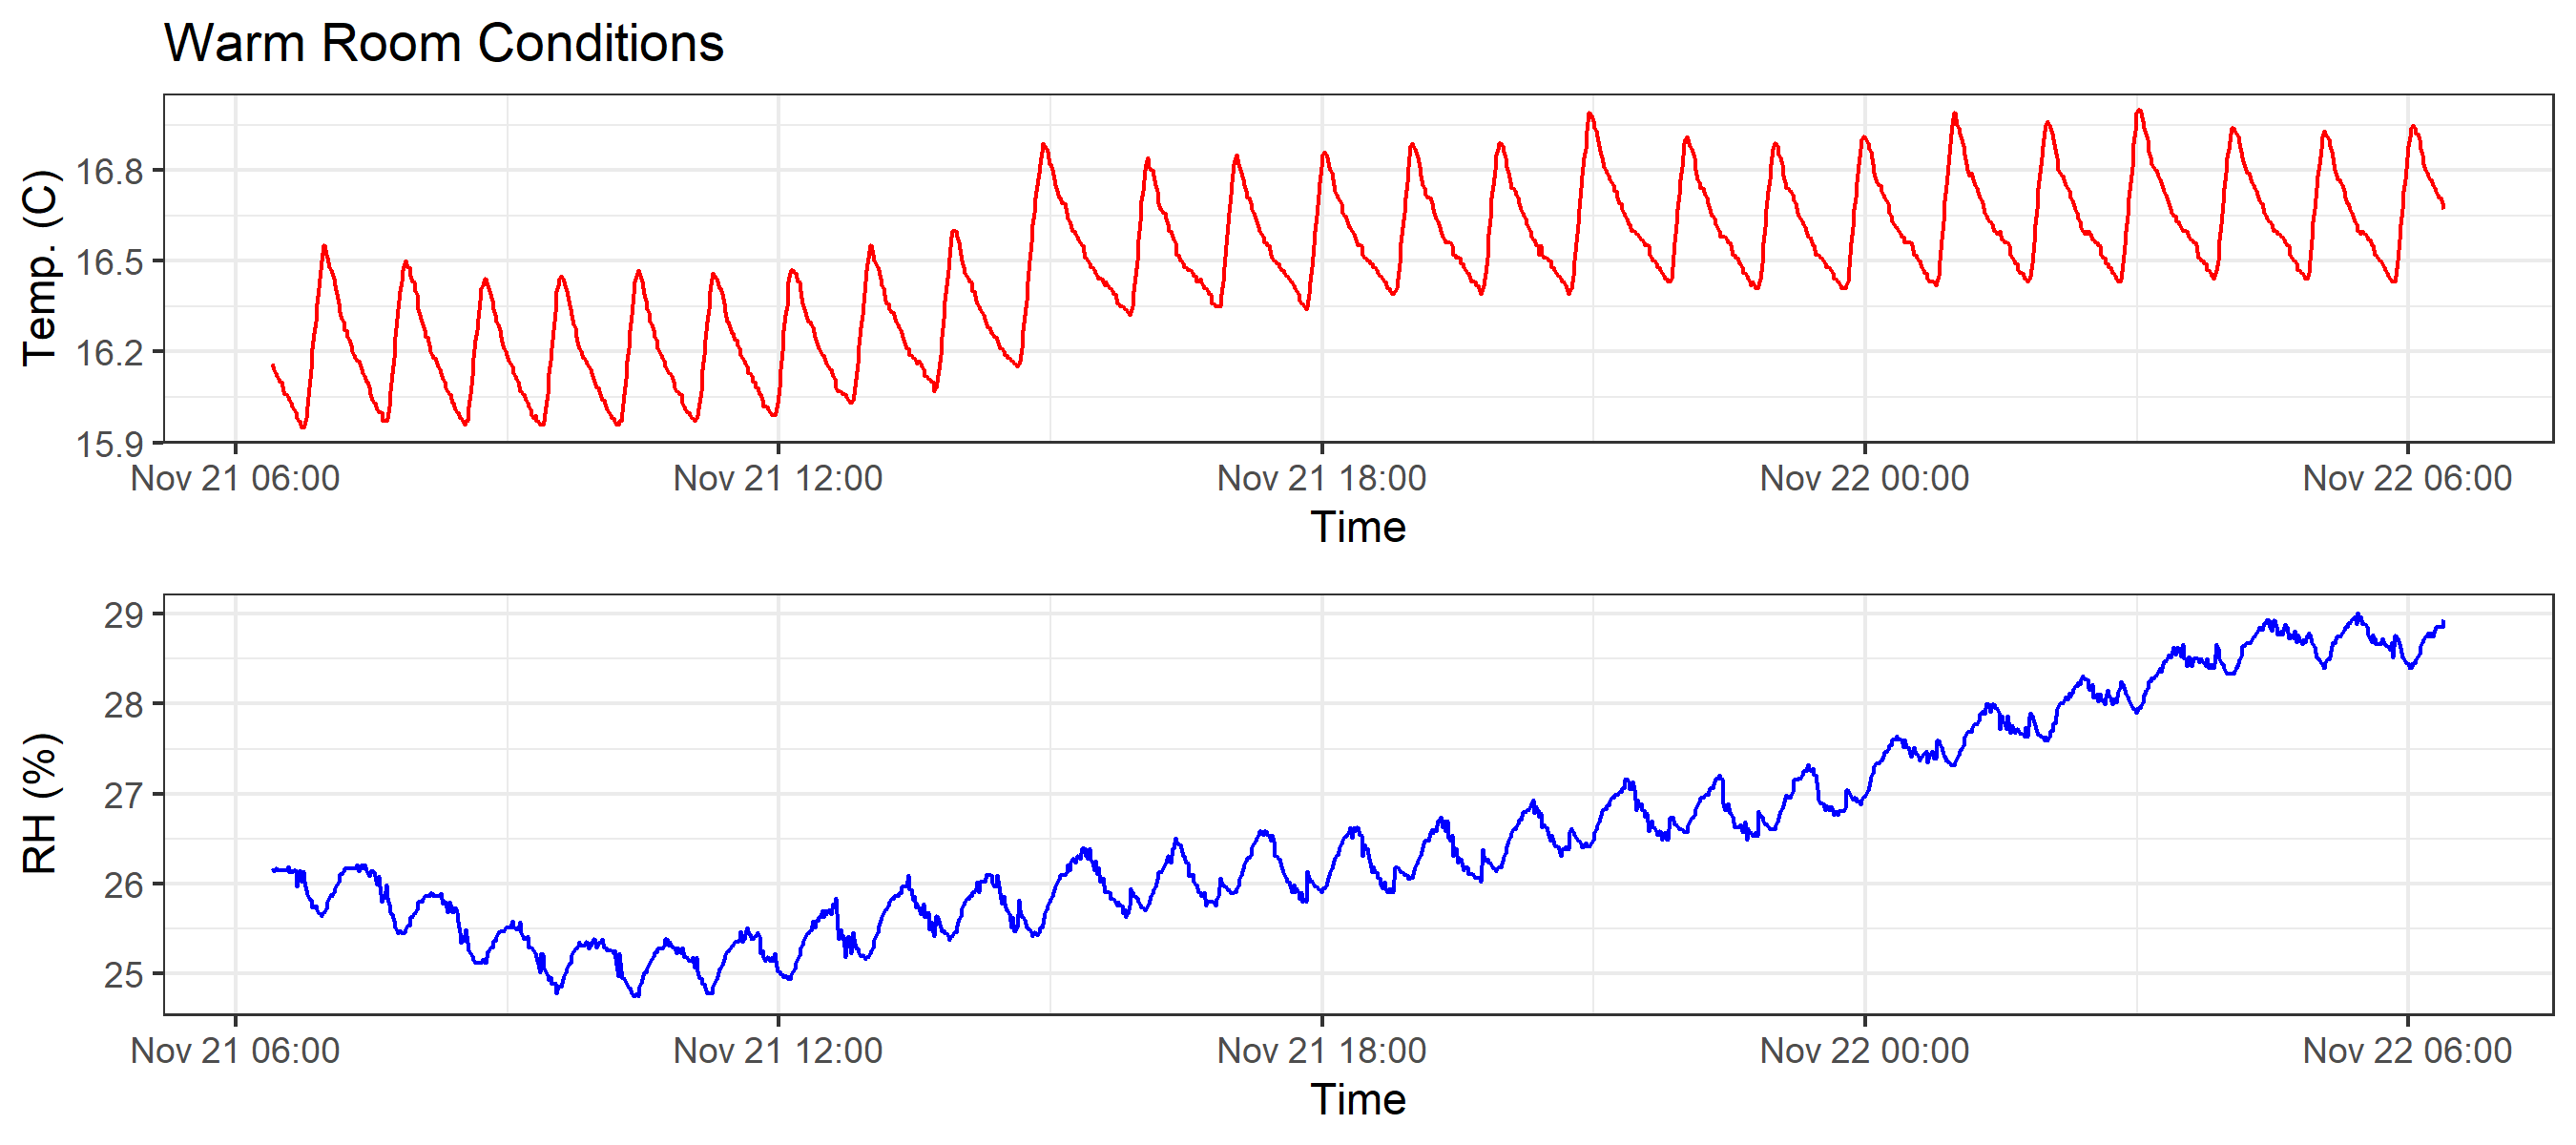 Warm Room Conditions
Temp. (C)
16.8
16.5
16.2
15.9
Nov 21 06:00 Nov 21 12:00 Nov 21 18:00 Nov 22 00:00 Nov 22 06:00
Time
RH (%)
29
28
27
26
25
Nov 21 06:00 Nov 21 12:00 Nov 21 18:00 Nov 22 00:00 Nov 22 06:00
Time